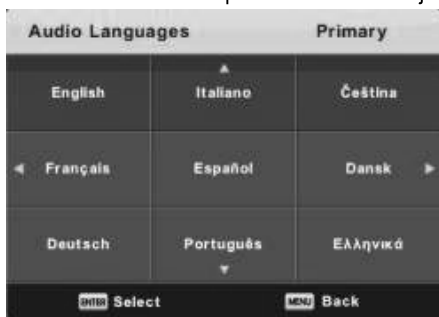 Audio Languages Primary
English Italiano Čeština
Français Español Dansk
Deutsch Português Ελληνικά
ENTER Select MENU Back